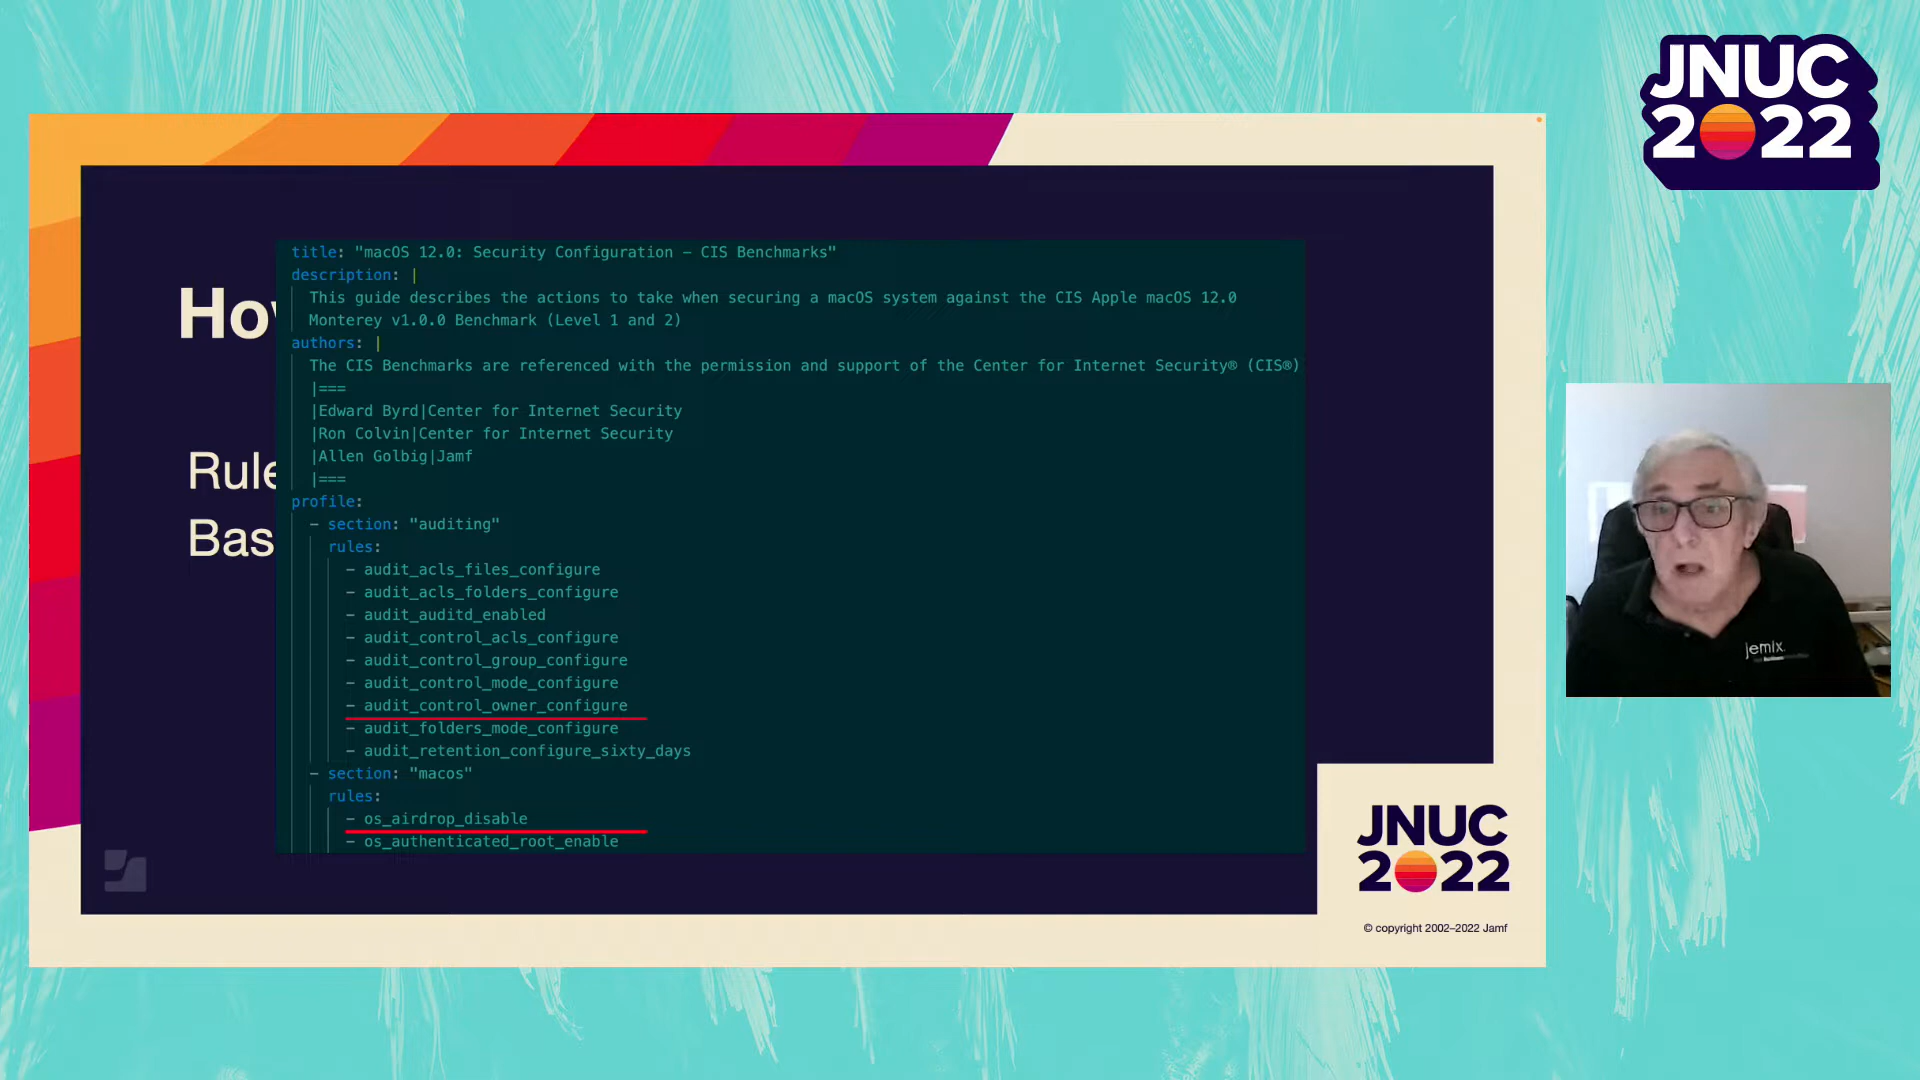 JNUC
2022
How
Rule
Bas
title: "macOS 12.0: Security Configuration – CIS Benchmarks"
description: |
This guide describes the actions to take when securing a macOS system against the CIS Apple macOS 12.0
Monterey v1.0.0 Benchmark (Level 1 and 2)
authors: |
The CIS Benchmarks are referenced with the permission and support of the Center for Internet Security® (CIS®)
|===
|Edward Byrd|Center for Internet Security
|Ron Colvin|Center for Internet Security
|Allen Golbig|Jamf
|===
profile:
– section: "auditing"
rules:
– audit_acls_files_configure
– audit_acls_folders_configure
– audit_auditd_enabled
– audit_control_acls_configure
– audit_control_group_configure
– audit_control_mode_configure
– audit_control_owner_configure
– audit_folders_mode_configure
– audit_retention_configure_sixty_days
– section: "macos"
rules:
– os_airdrop_disable
– os_authenticated_root_enable
jemix.
JNUC
2022
© copyright 2002–2022 Jamf